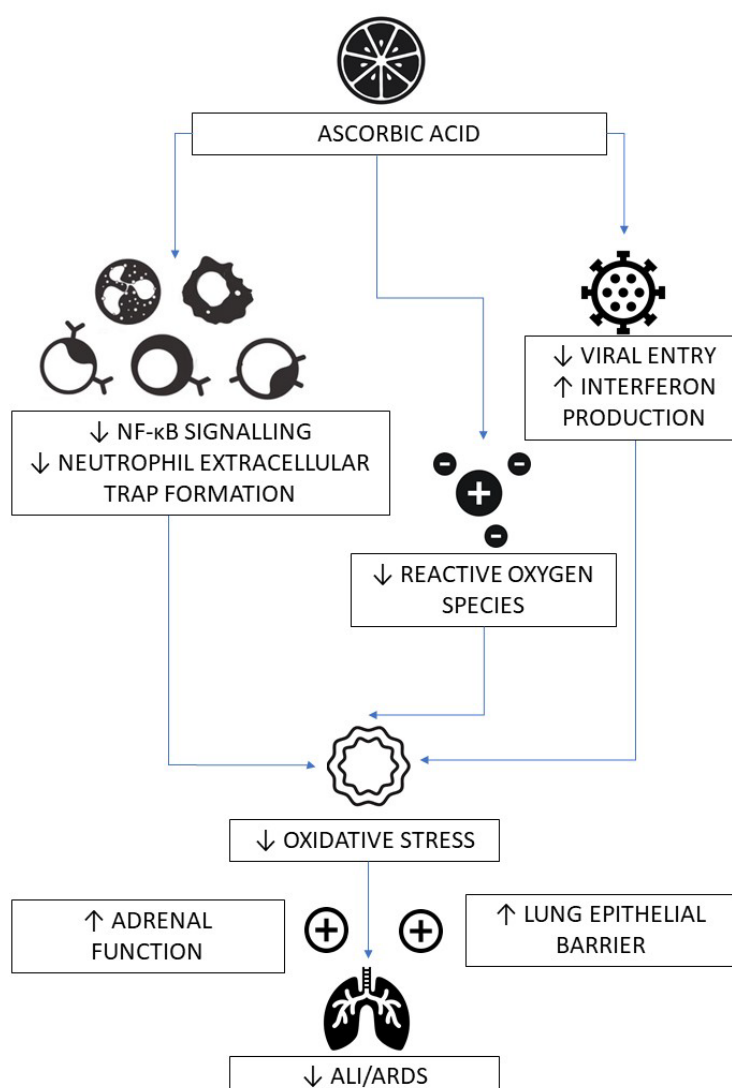 ASCORBIC ACID
↓ VIRAL ENTRY
↑ INTERFERON
PRODUCTION
↓ NF-κB SIGNALLING
↓ NEUTROPHIL EXTRACELLULAR
TRAP FORMATION
↓ REACTIVE OXYGEN
SPECIES
↓ OXIDATIVE STRESS
↑ ADRENAL
FUNCTION
↑ LUNG EPITHELIAL
BARRIER
↓ ALI/ARDS